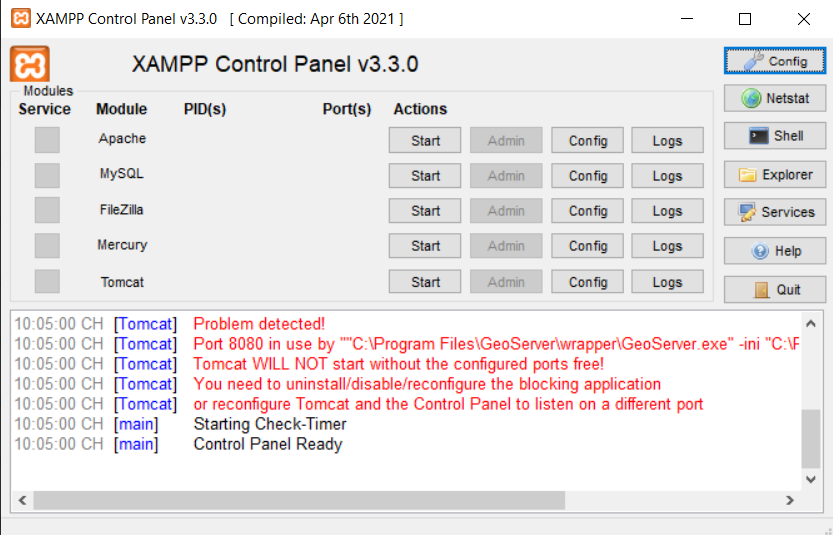 XAMPP Control Panel v3.3.0 [ Compiled: Apr 6th 2021 ]
XAMPP Control Panel v3.3.0
Config
Modules
Service Module PID(s) Port(s) Actions
Netstat
Apache Start Admin Config Logs
Shell
MySQL Start Admin Config Logs
Explorer
FileZilla Start Admin Config Logs
Services
Mercury Start Admin Config Logs
Help
Tomcat Start Admin Config Logs
Quit
10:05:00 CH [Tomcat] Problem detected!
10:05:00 CH [Tomcat] Port 8080 in use by ""C:\Program Files\GeoServer\wrapper\GeoServer.exe" -ini "C:\
10:05:00 CH [Tomcat] Tomcat WILL NOT start without the configured ports free!
10:05:00 CH [Tomcat] You need to uninstall/disable/reconfigure the blocking application
10:05:00 CH [Tomcat] or reconfigure Tomcat and the Control Panel to listen on a different port
10:05:00 CH [main] Starting Check-Timer
10:05:00 CH [main] Control Panel Ready